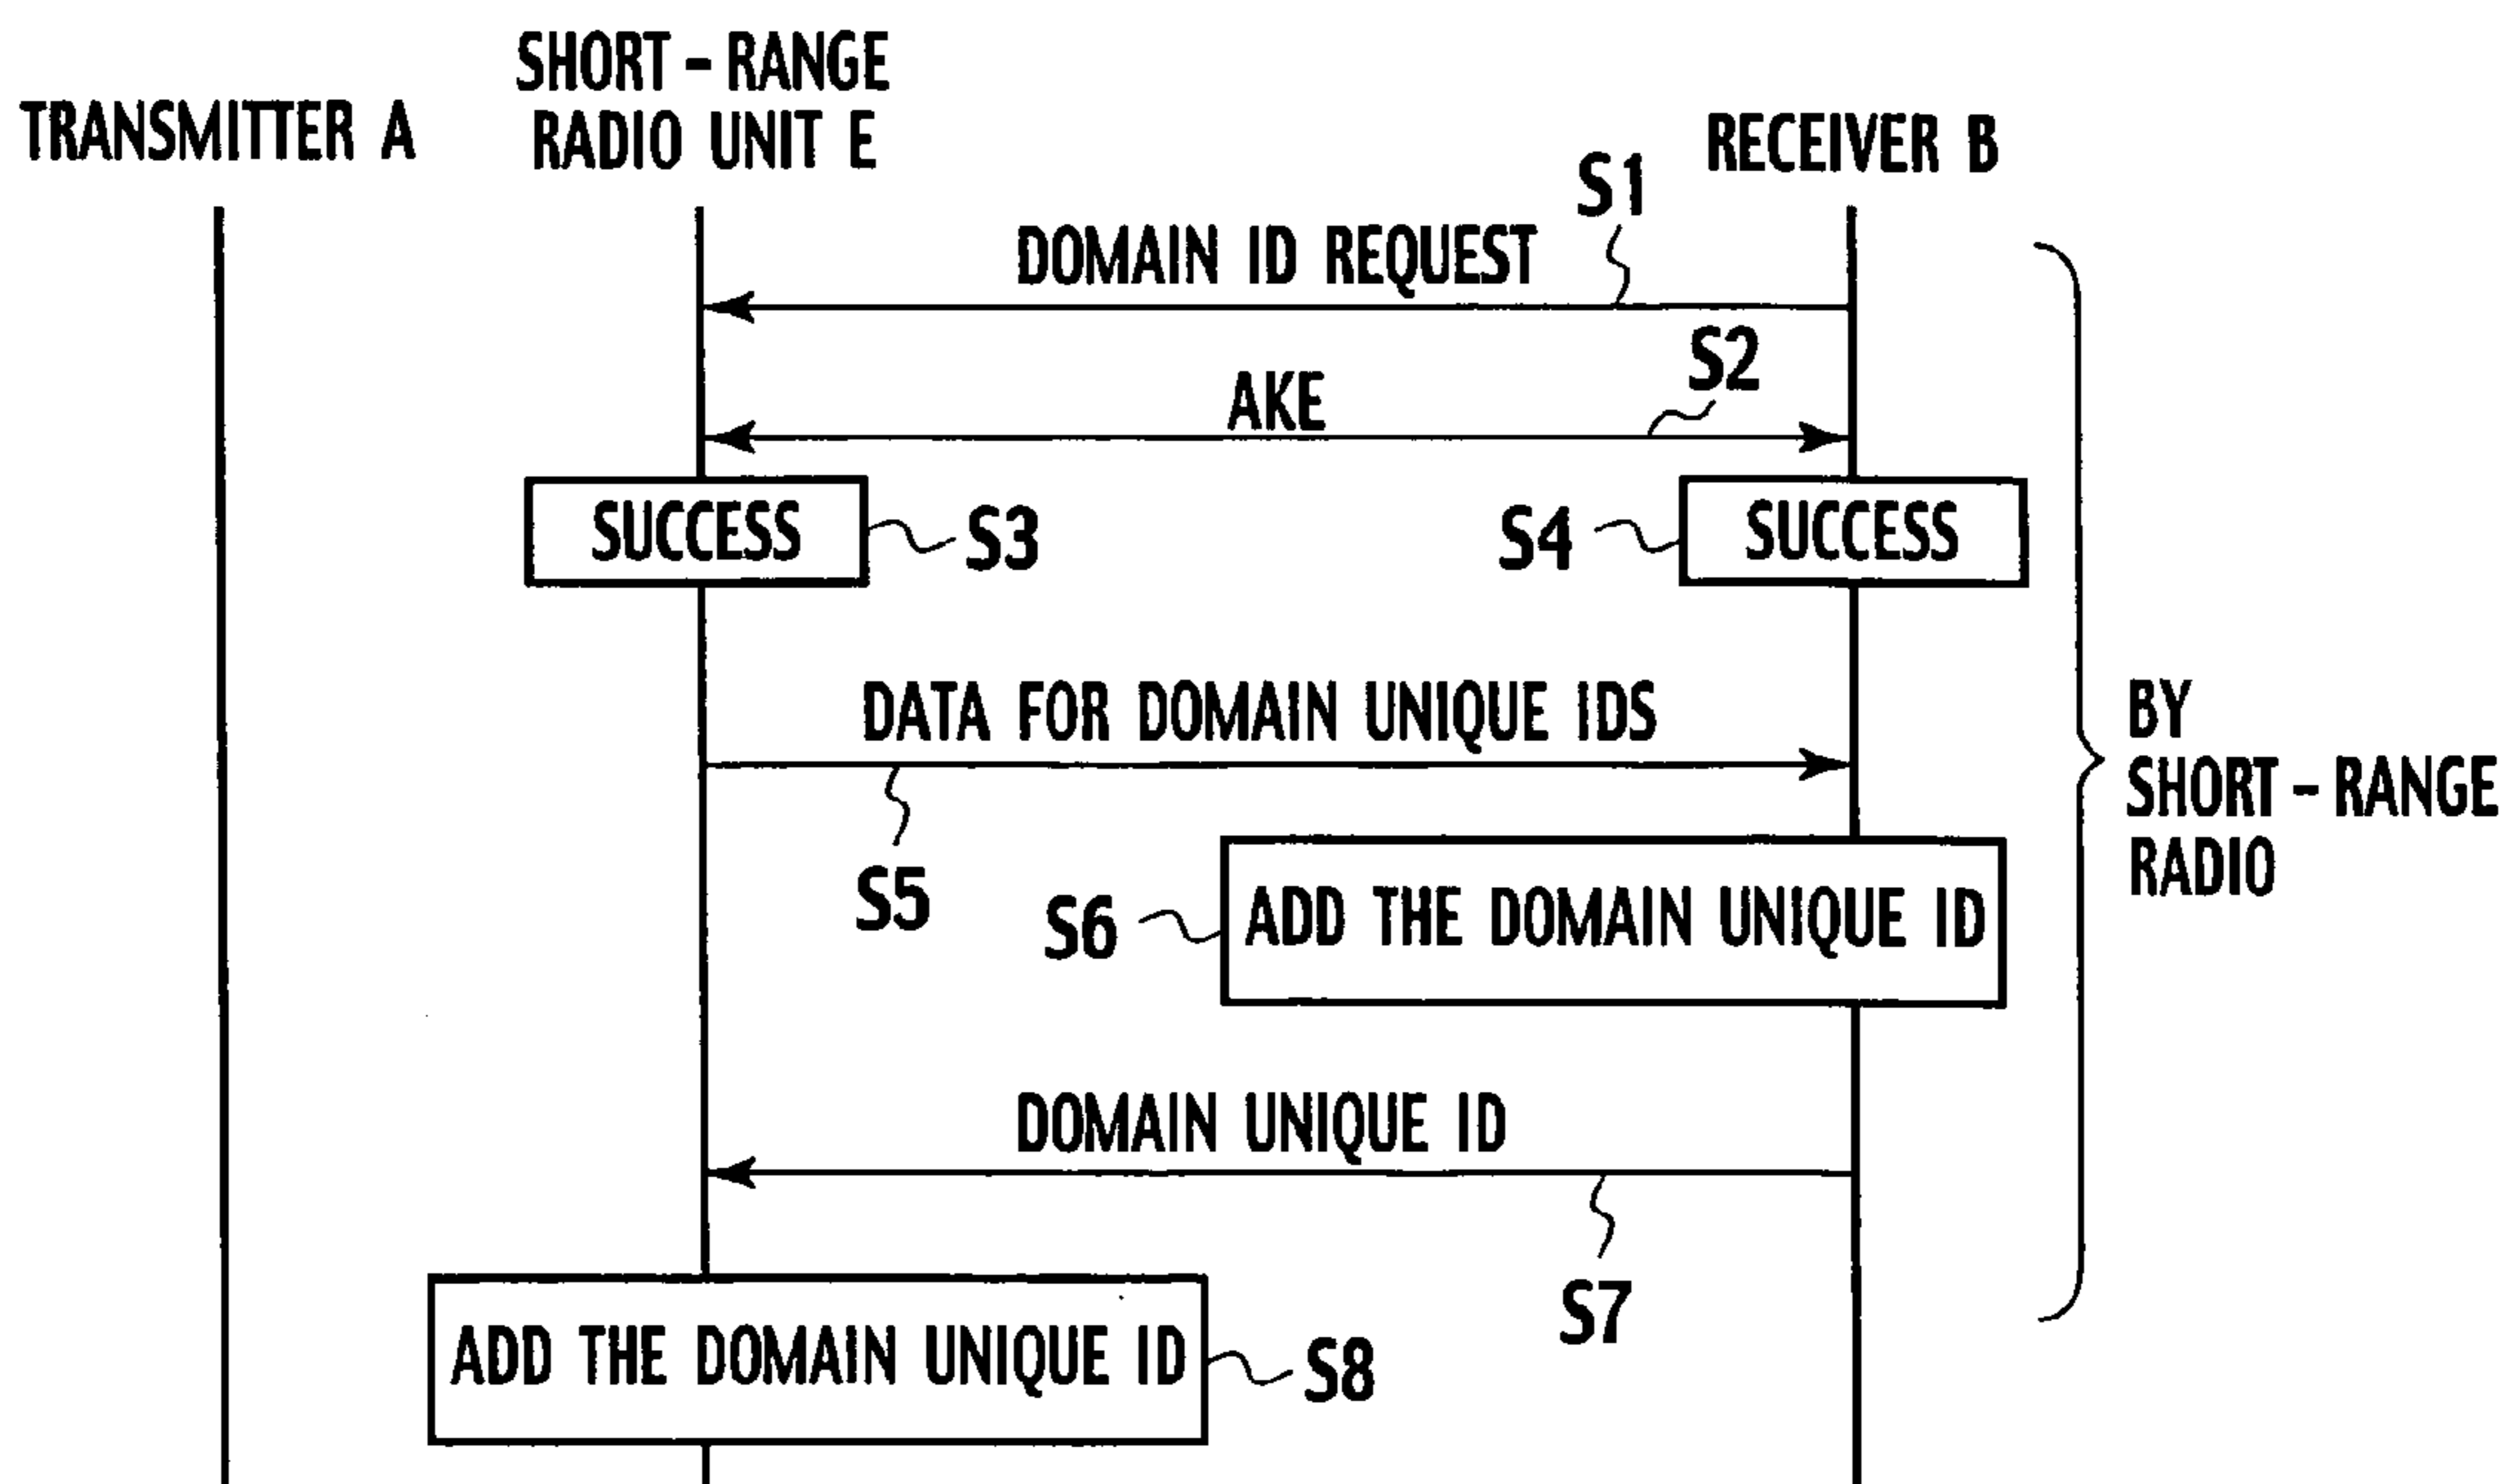 SHORT-RANGE
RADIO UNIT E
TRANSMITTER A
RECEIVER B
S1
DOMAIN ID REQUEST
S2
AKE
SUCCESS
S3
S4
SUCCESS
DATA FOR DOMAIN UNIQUE IDS
BY
SHORT-RANGE
RADIO
S5
S6
ADD THE DOMAIN UNIQUE ID
DOMAIN UNIQUE ID
S7
ADD THE DOMAIN UNIQUE ID
S8